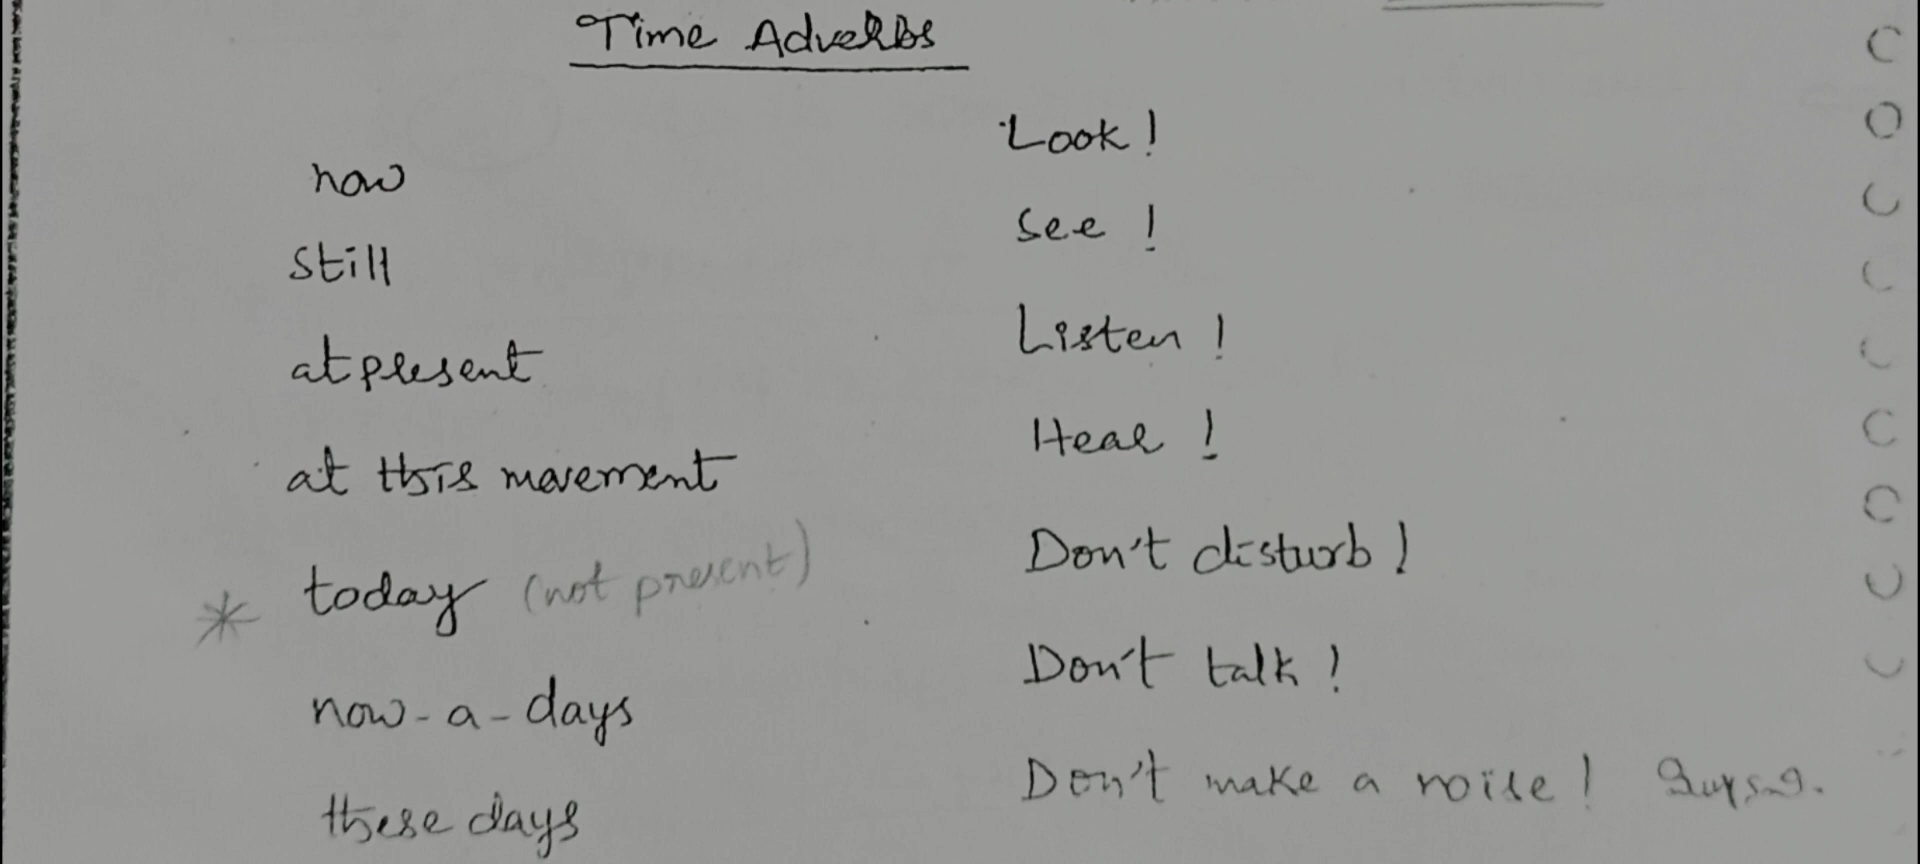 Time Adverbs
now
still
at present
at this movement
* today (not present)
now-a-days
these days
Look!
See!
Listen!
Hear!
Don't disturb!
Don't talk!
Don't make a noise!